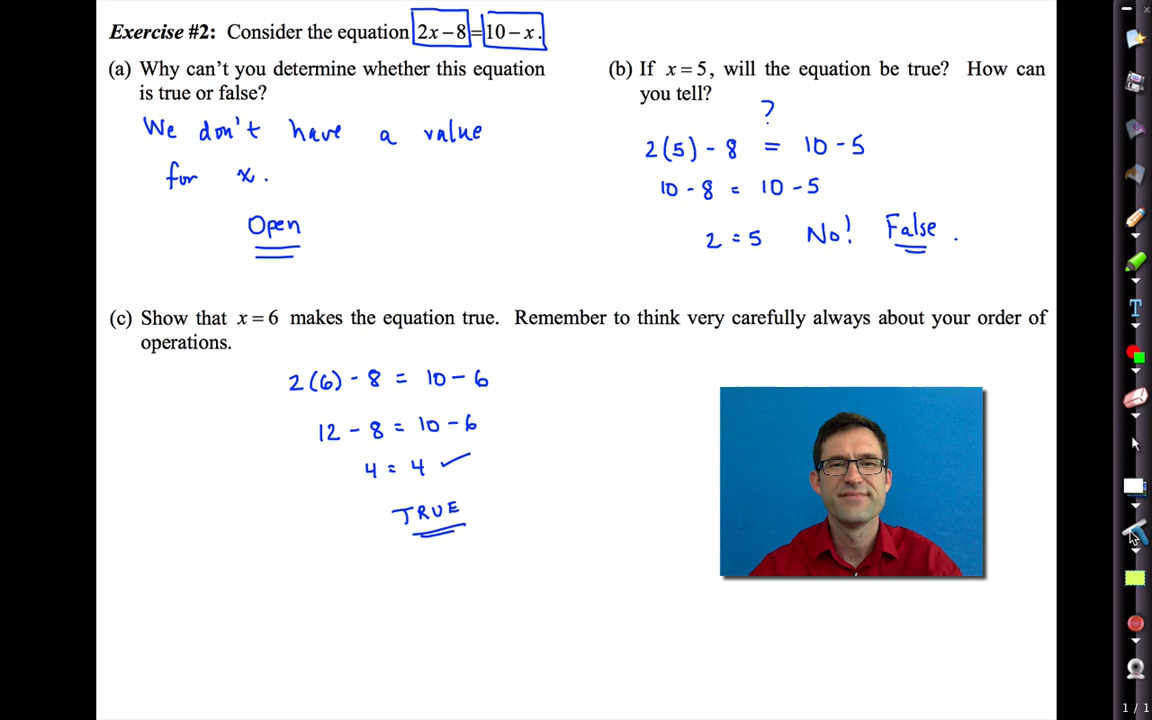 Exercise #2: Consider the equation 2x−8=10−x.
(a) Why can't you determine whether this equation
is true or false?
We don't have a value
for x.
Open
(b) If x=5, will the equation be true? How can
you tell?
?
2(5) - 8 = 10 - 5
10 - 8 = 10 - 5
2 = 5 No! False.
(c) Show that x=6 makes the equation true. Remember to think very carefully always about your order of
operations.
2(6) - 8 = 10 - 6
12 - 8 = 10 - 6
4 = 4 ✓
TRUE
T
1 / 1